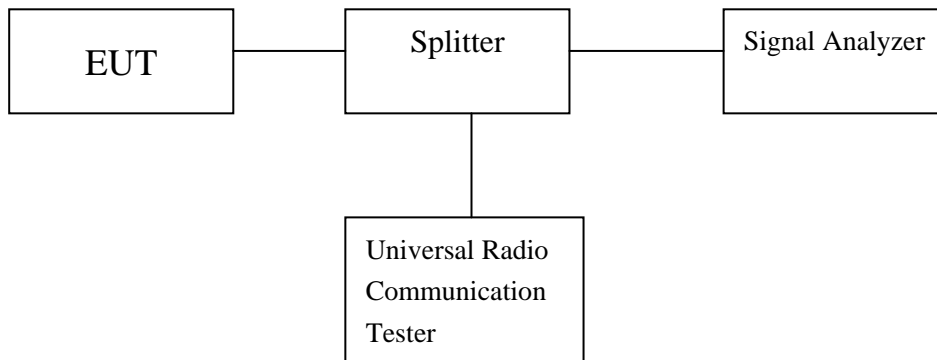 EUT
Splitter
Signal Analyzer
Universal Radio
Communication
Tester